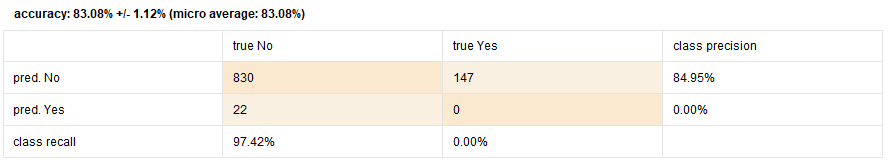 accuracy: 83.08% +/- 1.12% (micro average: 83.08%)
true No true Yes class precision
pred. No 830 147 84.95%
pred. Yes 22 0 0.00%
class recall 97.42% 0.00%